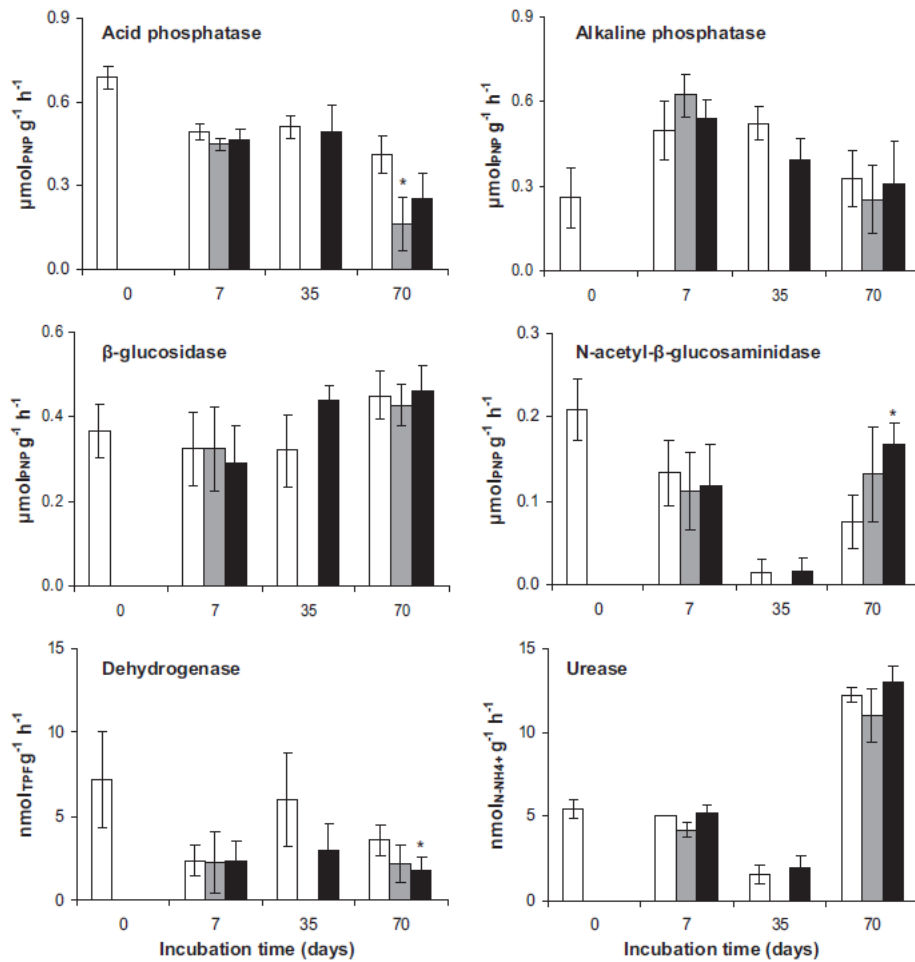 Acid phosphatase
μmolPNP g-1 h-1
0.9
0.6
0.3
0.0
*
0 7 35 70
Alkaline phosphatase
μmolPNP g-1 h-1
0.9
0.6
0.3
0.0
0 7 35 70
β-glucosidase
μmolPNP g-1 h-1
0.6
0.4
0.2
0.0
0 7 35 70
N-acetyl-β-glucosaminidase
μmolPNP g-1 h-1
0.3
0.2
0.1
0.0
*
0 7 35 70
Dehydrogenase
nmolTPF g-1 h-1
15
10
5
0
*
0 7 35 70
Incubation time (days)
Urease
nmolN-NH4+ g-1 h-1
15
10
5
0
0 7 35 70
Incubation time (days)